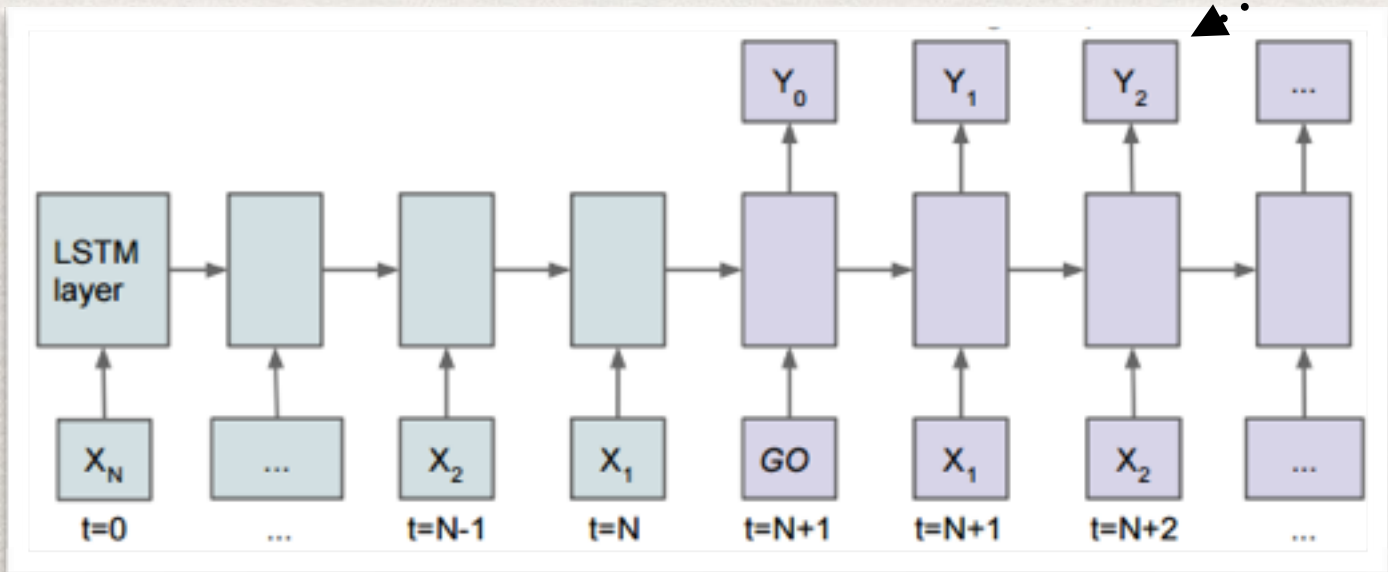 Y0 Y1 Y2 ...
LSTM
layer
XN ... X2 X1 GO X1 X2 ...
t=0 ... t=N-1 t=N t=N+1 t=N+1 t=N+2 ...